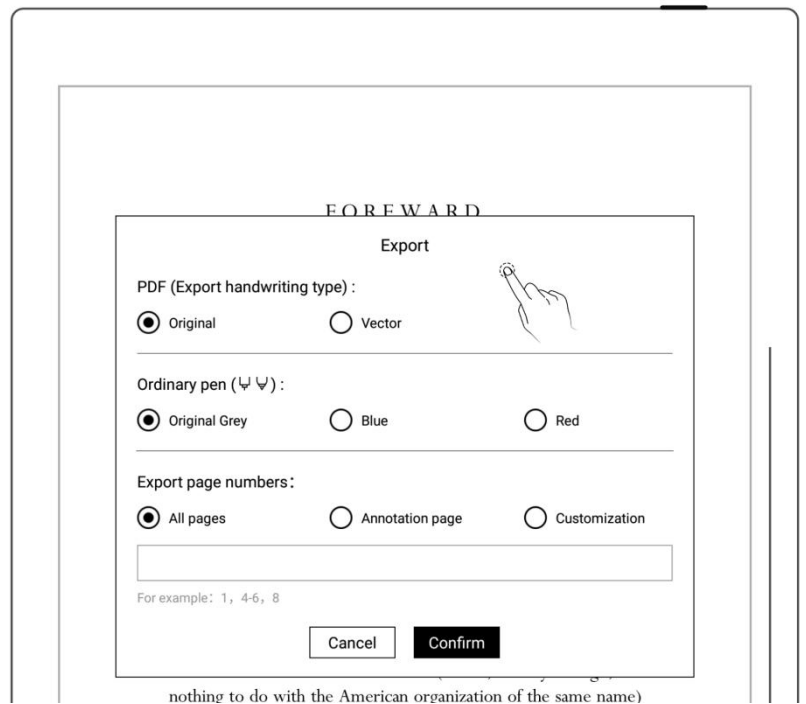 FOREWARD
Export
PDF (Export handwriting type) :
Original Vector
Ordinary pen ( ) :
Original Grey Blue Red
Export page numbers：
All pages Annotation page Customization
For example：1，4-6，8
Cancel Confirm
nothing to do with the American organization of the same name)